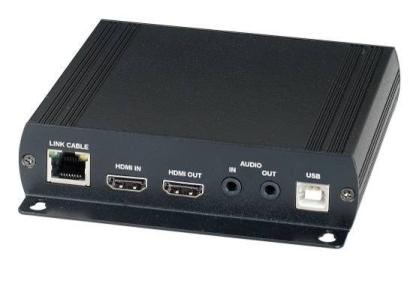 LINK CABLE
HDMI IN
HDMI OUT
AUDIO
IN
OUT
USB